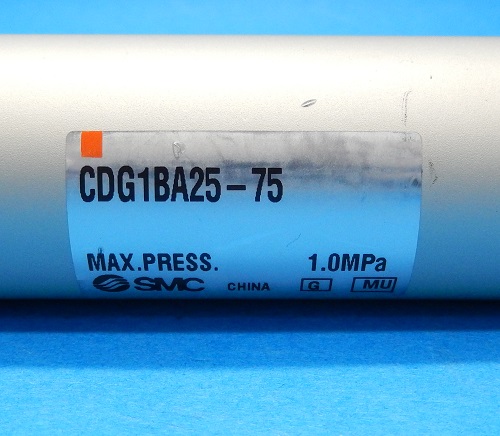 CDG1BA25-75
MAX.PRESS. 1.0MPa
SMC CHINA G MU